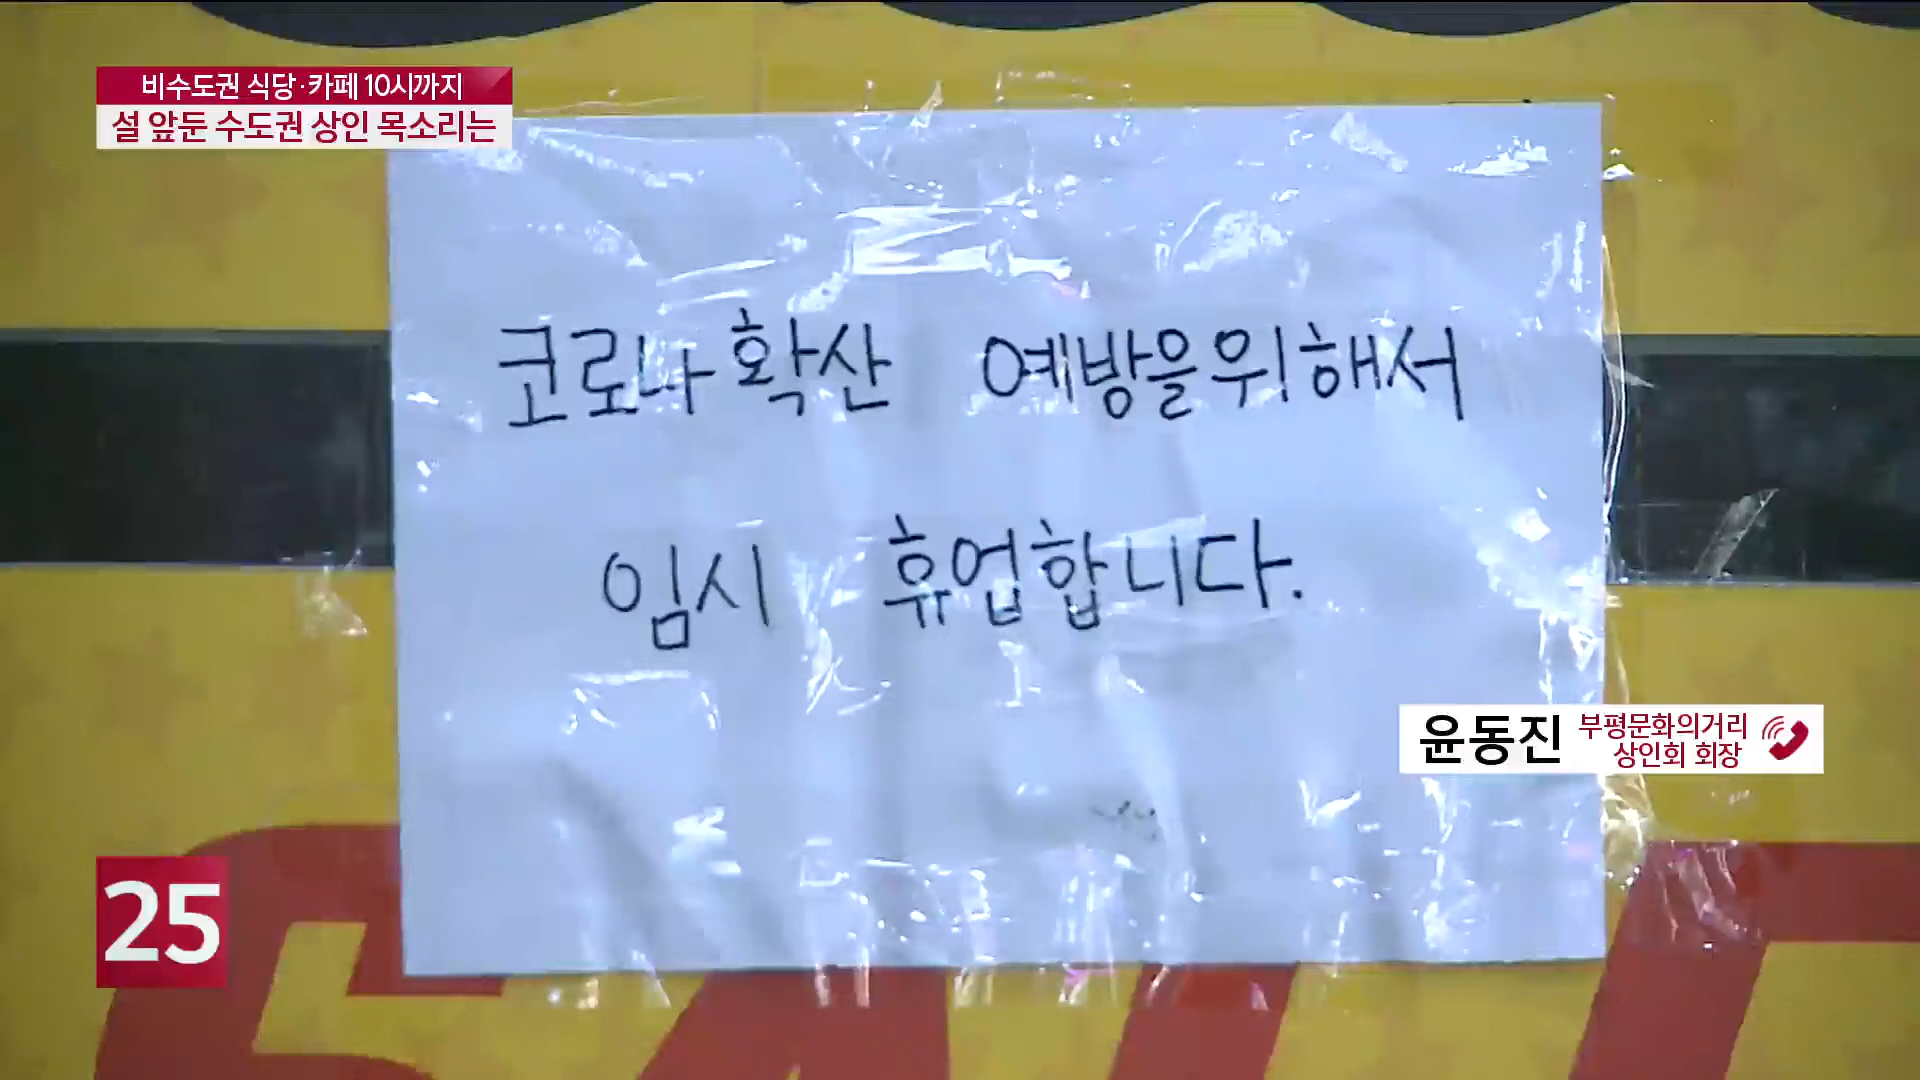 비수도권 식당·카페 10시까지
설 앞둔 수도권 상인 목소리는
코로나 확산 예방을 위해서
임시 휴업합니다.
윤동진 부평문화의거리
상인회 회장
25